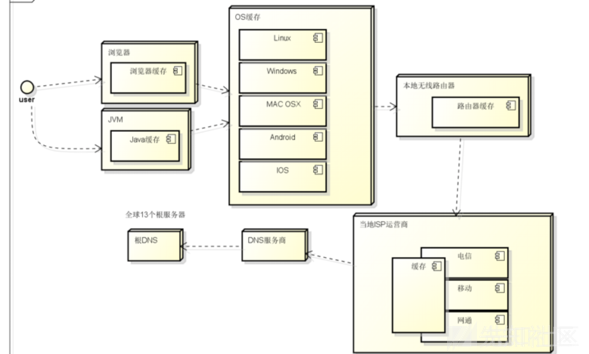 OS缓存
Linux
Windows
MAC OSX
Android
IOS
浏览器
浏览器缓存
user
JVM
Java缓存
本地无线路由器
路由器缓存
全球13个根服务器
根DNS
DNS服务商
当地ISP运营商
缓存
电信
移动
网通